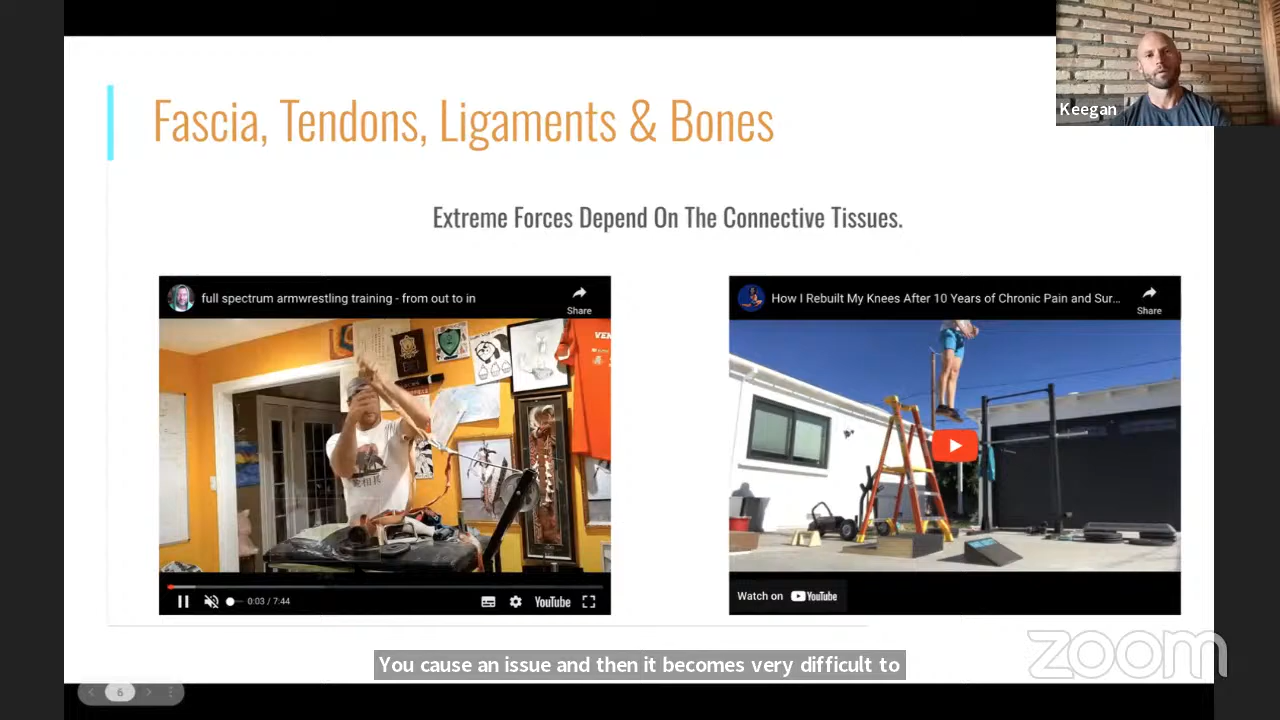 Keegan
Fascia, Tendons, Ligaments & Bones
Extreme Forces Depend On The Connective Tissues.
full spectrum armwrestling training - from out to in
Share
How I Rebuilt My Knees After 10 Years of Chronic Pain and Sur...
Share
VEN
0:03 / 7:44
YouTube
Watch on YouTube
You cause an issue and then it becomes very difficult to
zoom
6